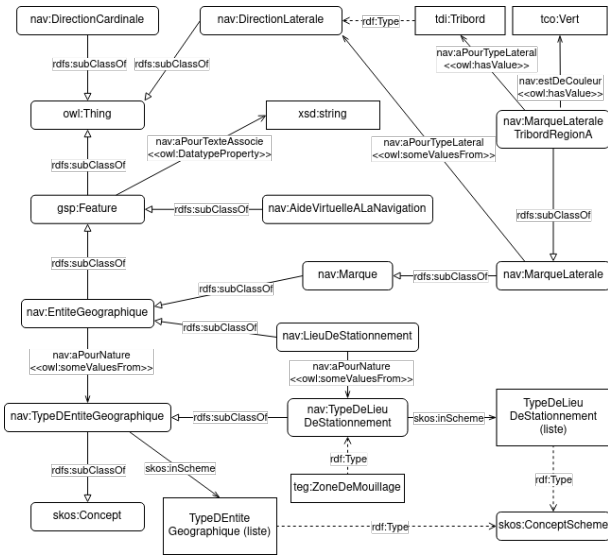 nav:DirectionCardinale
nav:DirectionLaterale
rdf:Type
tdi:Tribord
tco:Vert
rdfs:subClassOf
rdfs:subClassOf
nav:aPourTypeLateral
<<owl:hasValue>>
nav:estDeCouleur
<<owl:hasValue>>
owl:Thing
xsd:string
nav:MarqueLaterale
TribordRegionA
nav:aPourTexteAssocie
<<owl:DatatypeProperty>>
nav:aPourTypeLateral
<<owl:someValuesFrom>>
rdfs:subClassOf
gsp:Feature
rdfs:subClassOf
nav:AideVirtuelleALaNavigation
rdfs:subClassOf
rdfs:subClassOf
nav:Marque
rdfs:subClassOf
nav:MarqueLaterale
rdfs:subClassOf
nav:EntiteGeographique
rdfs:subClassOf
nav:LieuDeStationnement
nav:aPourNature
<<owl:someValuesFrom>>
nav:aPourNature
<<owl:someValuesFrom>>
nav:TypeDEntiteGeographique
rdfs:subClassOf
nav:TypeDeLieu
DeStationnement
skos:inScheme
TypeDeLieu
DeStationnement
(liste)
rdfs:subClassOf
skos:inScheme
rdf:Type
rdf:Type
teg:ZoneDeMouillage
skos:Concept
TypeDEntite
Geographique (liste)
rdf:Type
skos:ConceptScheme